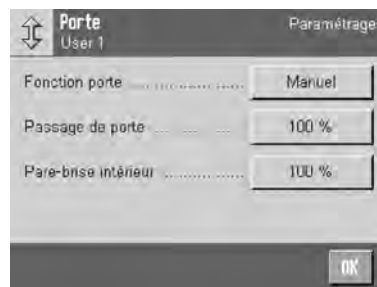 Porte Paramétrage
User 1
Fonction porte ................ Manuel
Passage de porte ........ 100 %
Pare-brise intérieur ................ 100 %
OK